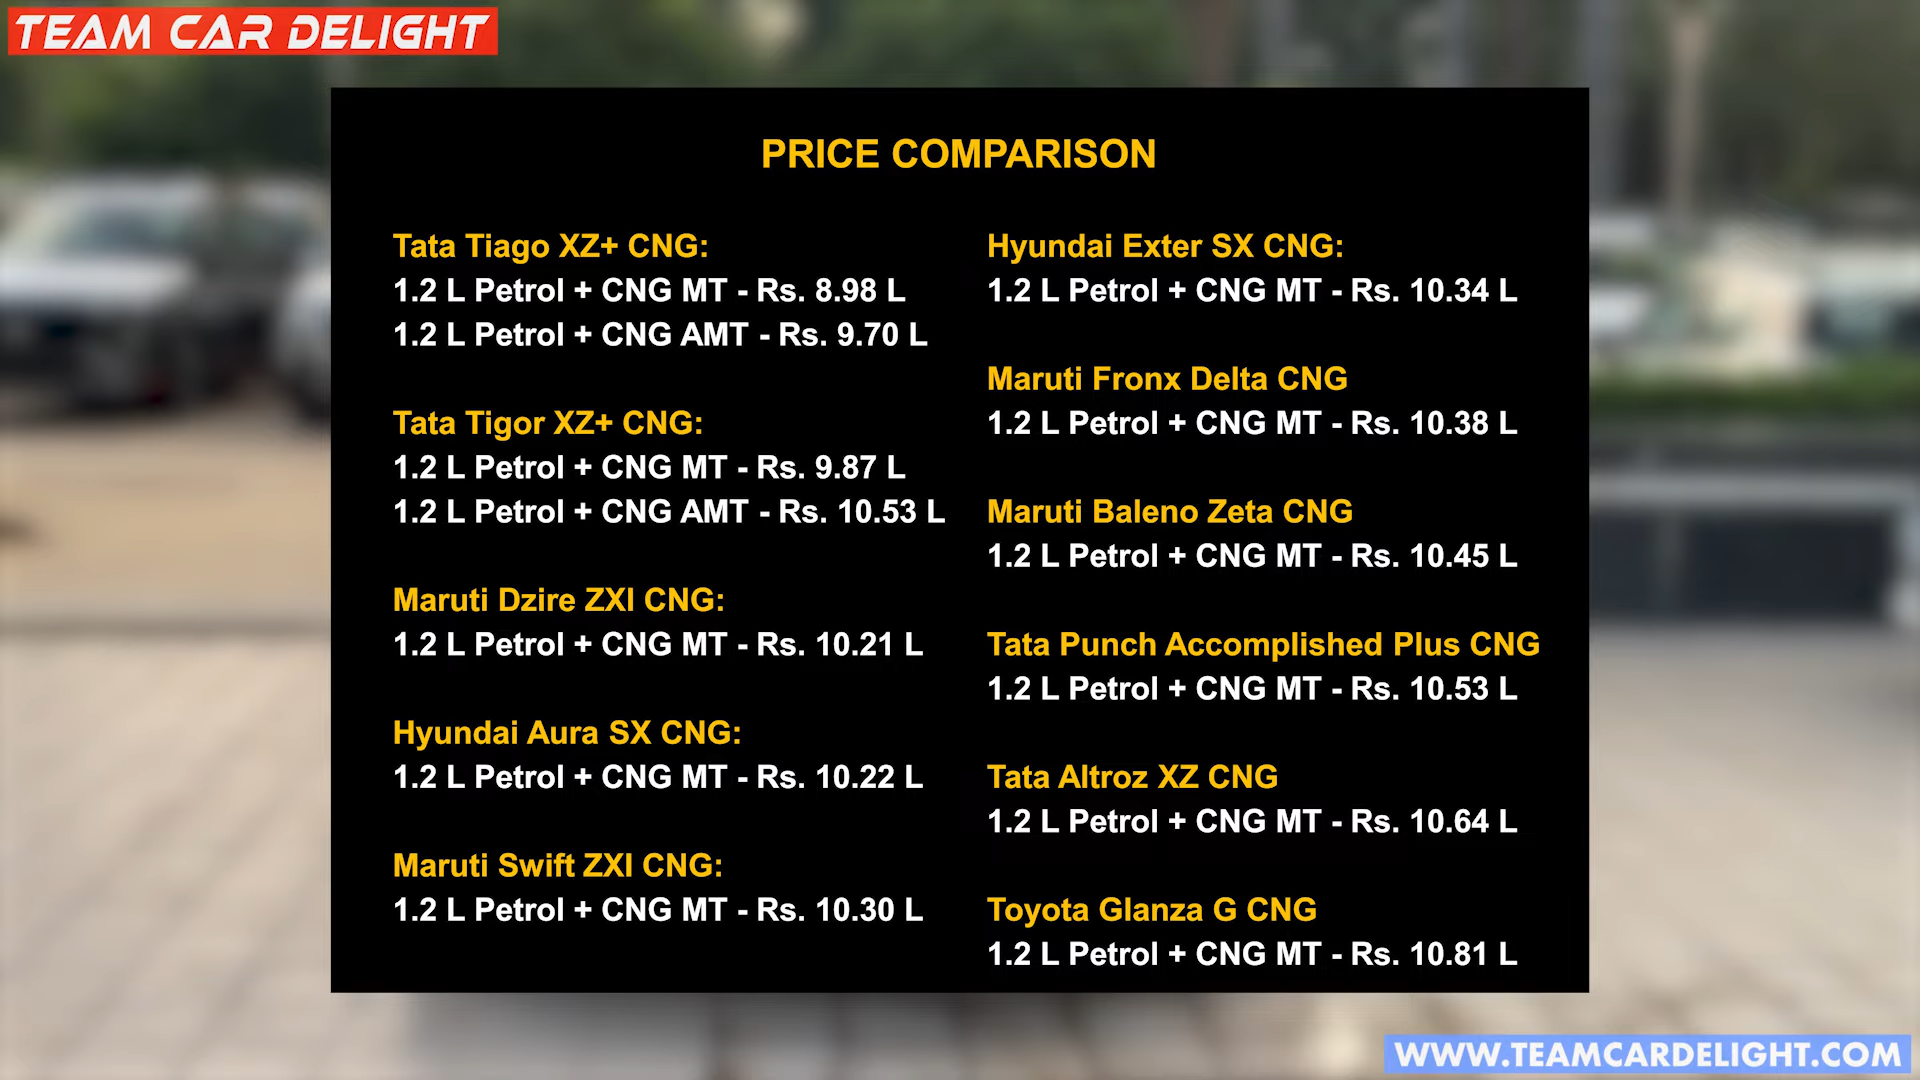 TEAM CAR DELIGHT
PRICE COMPARISON
Tata Tiago XZ+ CNG:
1.2 L Petrol + CNG MT - Rs. 8.98 L
1.2 L Petrol + CNG AMT - Rs. 9.70 L
Tata Tigor XZ+ CNG:
1.2 L Petrol + CNG MT - Rs. 9.87 L
1.2 L Petrol + CNG AMT - Rs. 10.53 L
Maruti Dzire ZXI CNG:
1.2 L Petrol + CNG MT - Rs. 10.21 L
Hyundai Aura SX CNG:
1.2 L Petrol + CNG MT - Rs. 10.22 L
Maruti Swift ZXI CNG:
1.2 L Petrol + CNG MT - Rs. 10.30 L
Hyundai Exter SX CNG:
1.2 L Petrol + CNG MT - Rs. 10.34 L
Maruti Fronx Delta CNG
1.2 L Petrol + CNG MT - Rs. 10.38 L
Maruti Baleno Zeta CNG
1.2 L Petrol + CNG MT - Rs. 10.45 L
Tata Punch Accomplished Plus CNG
1.2 L Petrol + CNG MT - Rs. 10.53 L
Tata Altroz XZ CNG
1.2 L Petrol + CNG MT - Rs. 10.64 L
Toyota Glanza G CNG
1.2 L Petrol + CNG MT - Rs. 10.81 L
WWW.TEAMCARDELIGHT.COM